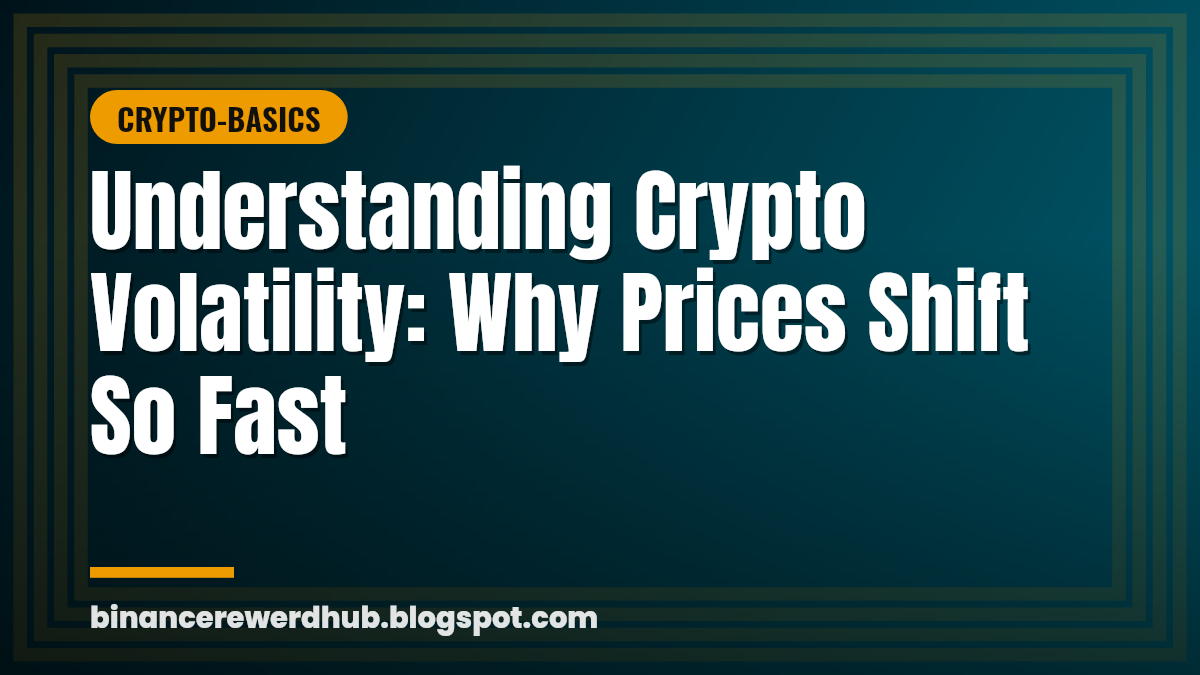 CRYPTO-BASICS
Understanding Crypto
Volatility: Why Prices Shift
So Fast
binancerewerdhub.blogspot.com